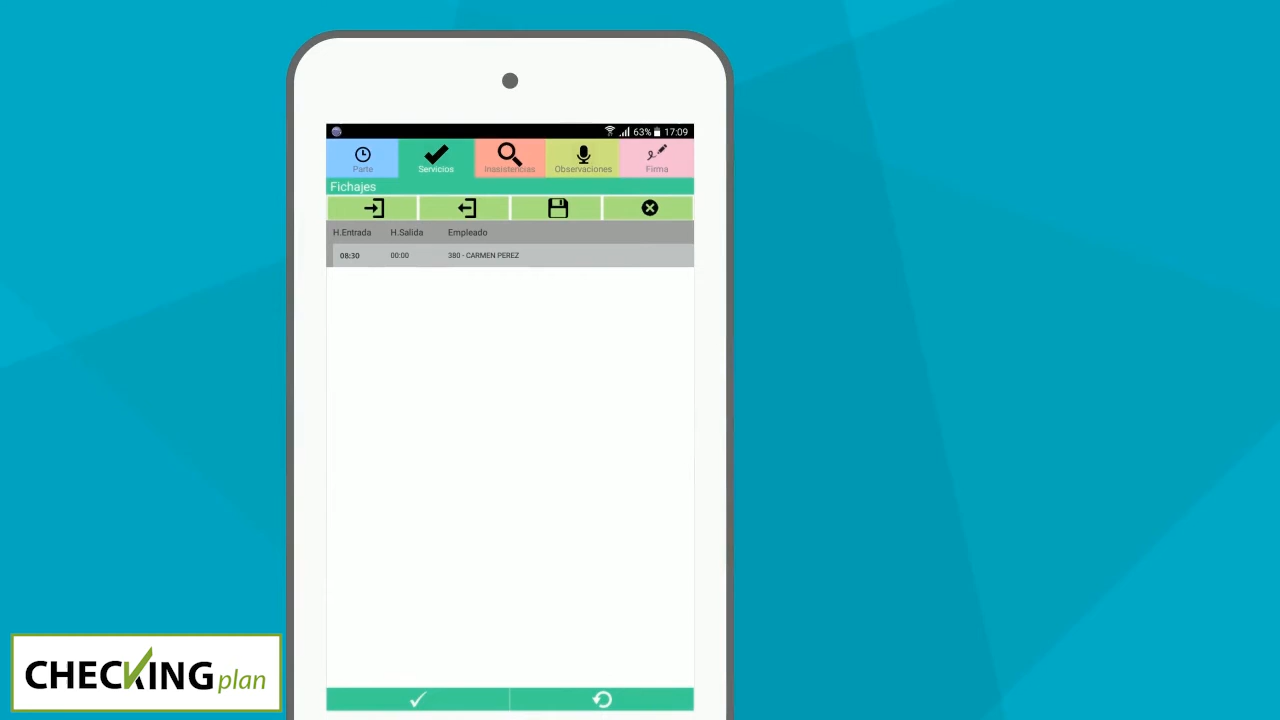 63% 17:09
Parte Servicios Inasistencias Observaciones Firma
Fichajes
H.Entrada H.Salida Empleado
08:30 00:00 380 - CARMEN PEREZ
CHECKING plan